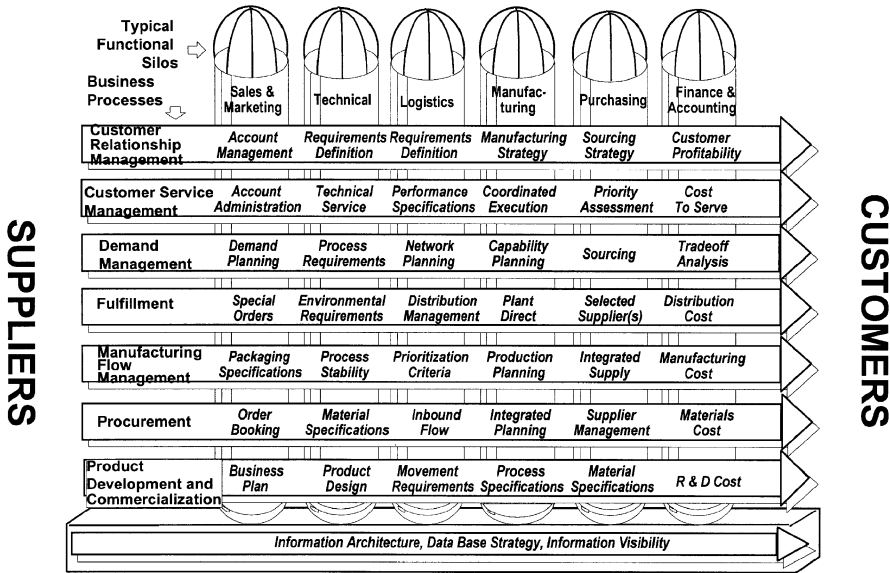 Typical
Functional
Silos
Business
Processes
Sales &
Marketing
Technical
Logistics
Manufac-
turing
Purchasing
Finance &
Accounting
Customer
Relationship
Management
Account
Management
Requirements
Definition
Requirements
Definition
Manufacturing
Strategy
Sourcing
Strategy
Customer
Profitability
Customer Service
Management
Account
Administration
Technical
Service
Performance
Specifications
Coordinated
Execution
Priority
Assessment
Cost
To Serve
Demand
Management
Demand
Planning
Process
Requirements
Network
Planning
Capability
Planning
Sourcing
Tradeoff
Analysis
Fulfillment
Special
Orders
Environmental
Requirements
Distribution
Management
Plant
Direct
Selected
Supplier(s)
Distribution
Cost
Manufacturing
Flow
Management
Packaging
Specifications
Process
Stability
Prioritization
Criteria
Production
Planning
Integrated
Supply
Manufacturing
Cost
Procurement
Order
Booking
Material
Specifications
Inbound
Flow
Integrated
Planning
Supplier
Management
Materials
Cost
Product
Development and
Commercialization
Business
Plan
Product
Design
Movement
Requirements
Process
Specifications
Material
Specifications
R & D Cost
Information Architecture, Data Base Strategy, Information Visibility
SUPPLIERS
CUSTOMERS